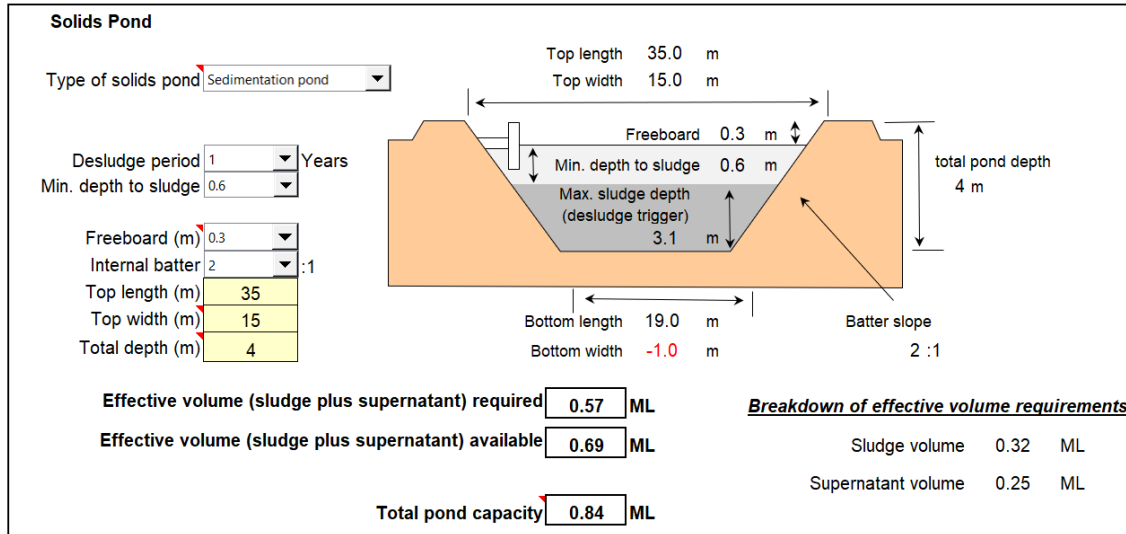 Solids Pond
Top length 35.0 m
Type of solids pond Sedimentation pond
Top width 15.0 m
Freeboard 0.3 m
Desludge period 1 Years
Min. depth to sludge 0.6 m
total pond depth
Min. depth to sludge 0.6
4 m
Max. sludge depth
(desludge trigger)
3.1 m
Freeboard (m) 0.3
Internal batter 2 :1
Top length (m) 35
Top width (m) 15
Bottom length 19.0 m
Batter slope
Total depth (m) 4
Bottom width -1.0 m
2 :1
Effective volume (sludge plus supernatant) required 0.57 ML
Breakdown of effective volume requirements
Effective volume (sludge plus supernatant) available 0.69 ML
Sludge volume 0.32 ML
Supernatant volume 0.25 ML
Total pond capacity 0.84 ML